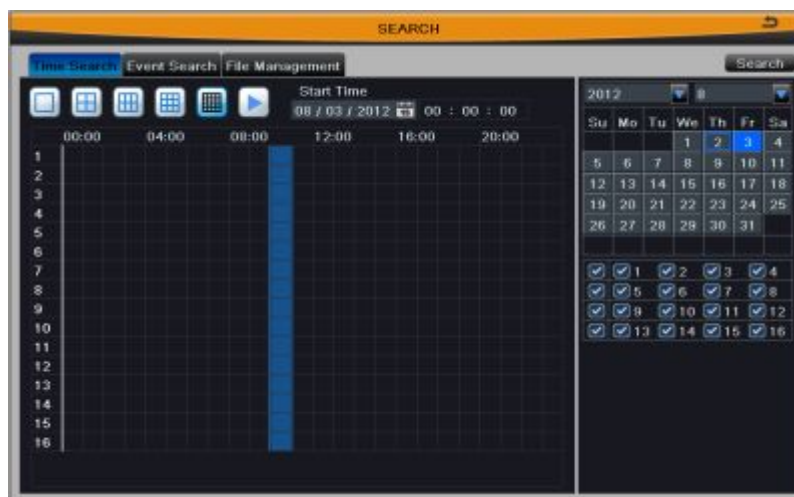 SEARCH
Time Search Event Search File Management Search
Start Time
08 / 03 / 2012 00 : 00 : 00
00:00 04:00 08:00 12:00 16:00 20:00
1
2
3
4
5
6
7
8
9
10
11
12
13
14
15
16
2012 8
Su Mo Tu We Th Fr Sa
1 2 3 4
5 6 7 8 9 10 11
12 13 14 15 16 17 18
19 20 21 22 23 24 25
26 27 28 29 30 31
1 2 3 4
5 6 7 8
9 10 11 12
13 14 15 16